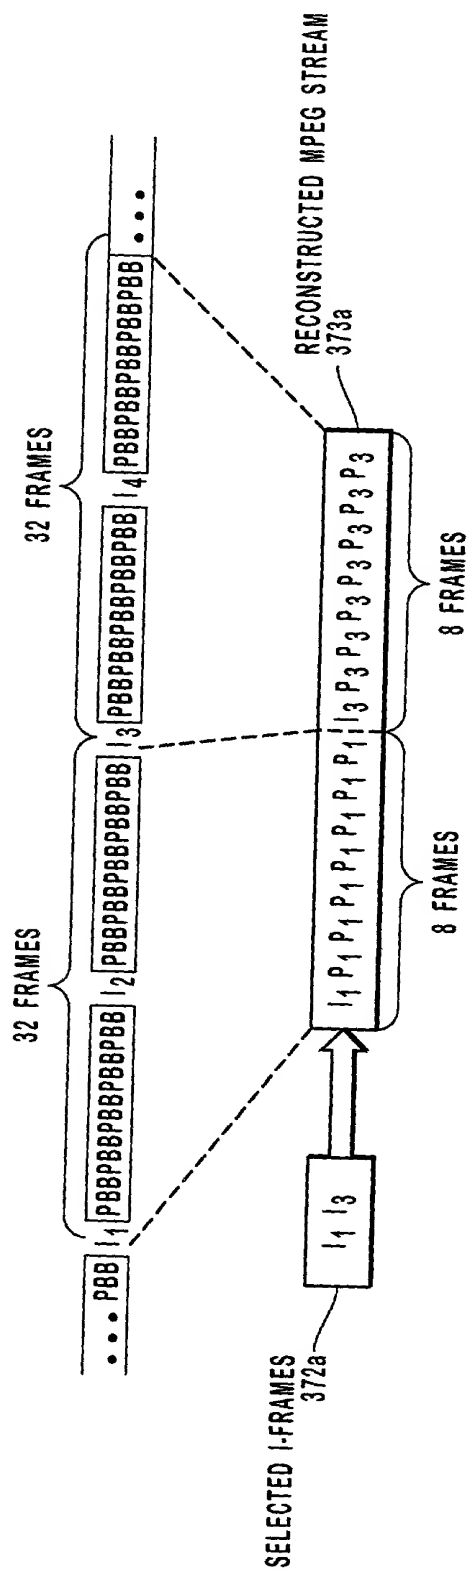 32 FRAMES 32 FRAMES
••• PBB I₁ PBBPBBPBBPBBPBB I₂ PBBPBBPBBPBBPBB I₃ PBBPBBPBBPBBPBB I₄ PBBPBBPBBPBBPBB •••
RECONSTRUCTED MPEG STREAM
373a
I₁ P₁ P₁ P₁ P₁ P₁ P₁ P₁ I₃ P₃ P₃ P₃ P₃ P₃ P₃ P₃
8 FRAMES 8 FRAMES
I₁ I₃
SELECTED I-FRAMES
372a